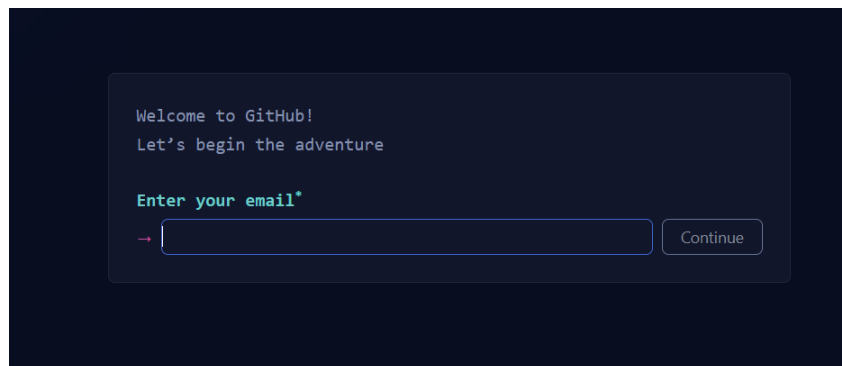 Welcome to GitHub!
Let’s begin the adventure
Enter your email*
→ Continue